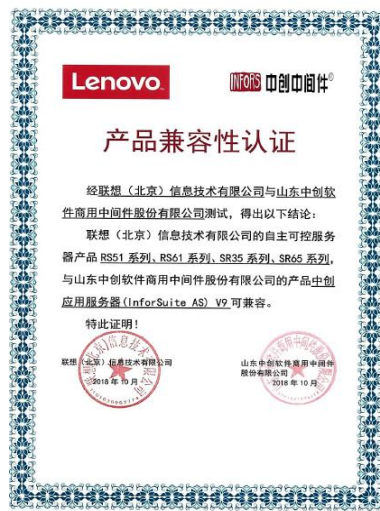 Lenovo.
INFORS 中创中间件®
产品兼容性认证
经联想（北京）信息技术有限公司与山东中创软
件商用中间件股份有限公司测试，得出以下结论：
联想（北京）信息技术有限公司的自主可控服务
器产品 RS51 系列、RS61 系列、SR35 系列、SR65 系列，
与山东中创软件商用中间件股份有限公司的产品中创
应用服务器(InforSuite AS) V9 可兼容。
特此证明！
联想（北京）信息技术有限公司
2018 年 10 月
山东中创软件商用中间件
股份有限公司
2018 年 10 月